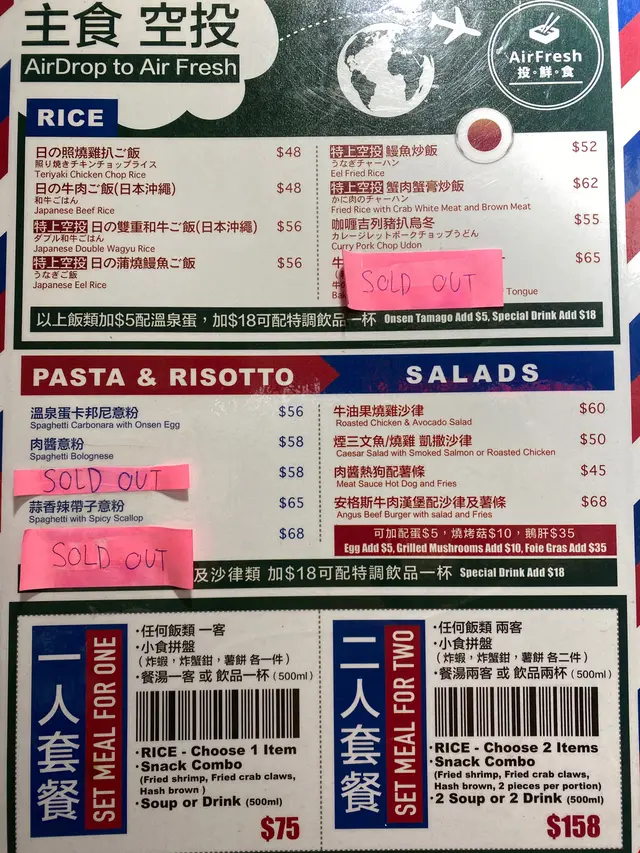 主食 空投
AirDrop to Air Fresh
AirFresh
投•鮮•食
RICE
日の照燒雞扒ご飯 $48
照り焼きチキンチョップライス
Teriyaki Chicken Chop Rice
日の牛肉ご飯(日本沖繩) $48
和牛ごはん
Japanese Beef Rice
特上空投 日の雙重和牛ご飯(日本沖繩) $56
ダブル和牛ごはん
Japanese Double Wagyu Rice
特上空投 日の蒲燒鰻魚ご飯 $56
うなぎご飯
Japanese Eel Rice
特上空投 鰻魚炒飯 $52
うなぎチャーハン
Eel Fried Rice
特上空投 蟹肉蟹膏炒飯 $62
かに肉のチャーハン
Fried Rice with Crab White Meat and Brown Meat
咖喱吉列豬扒烏冬 $55
カレージレットポークチョップうどん
Curry Pork Chop Udon
$65
SOLD OUT
Tongue
以上飯類加$5配溫泉蛋，加$18可配特調飲品一杯 Onsen Tamago Add $5, Special Drink Add $18
PASTA & RISOTTO
溫泉蛋卡邦尼意粉 $56
Spaghetti Carbonara with Onsen Egg
肉醬意粉 $58
Spaghetti Bolognese
SOLD OUT $58
蒜香辣帶子意粉 $65
Spaghetti with Spicy Scallop
SOLD OUT $68
SALADS
牛油果燒雞沙律 $60
Roasted Chicken & Avocado Salad
煙三文魚/燒雞 凱撒沙律 $50
Caesar Salad with Smoked Salmon or Roasted Chicken
肉醬熱狗配薯條 $45
Meat Sauce Hot Dog and Fries
安格斯牛肉漢堡配沙律及薯條 $68
Angus Beef Burger with salad and Fries
可加配蛋$5，燒烤菇$10，鵝肝$35
Egg Add $5, Grilled Mushrooms Add $10, Foie Gras Add $35
及沙律類 加$18可配特調飲品一杯 Special Drink Add $18
一人套餐
SET MEAL FOR ONE
•任何飯類 一客
•小食拼盤
（炸蝦，炸蟹鉗，薯餅 各一件）
•餐湯一客 或 飲品一杯 (500ml)
•RICE - Choose 1 Item
•Snack Combo
(Fried shrimp, Fried crab claws,
Hash brown )
•Soup or Drink (500ml)
$75
二人套餐
SET MEAL FOR TWO
•任何飯類 兩客
•小食拼盤
（炸蝦，炸蟹鉗，薯餅 各二件）
•餐湯兩客 或 飲品兩杯 (500ml)
•RICE - Choose 2 Items
•Snack Combo
(Fried shrimp, Fried crab claws,
Hash brown, 2 pieces per portion)
•2 Soup or 2 Drink (500ml)
$158